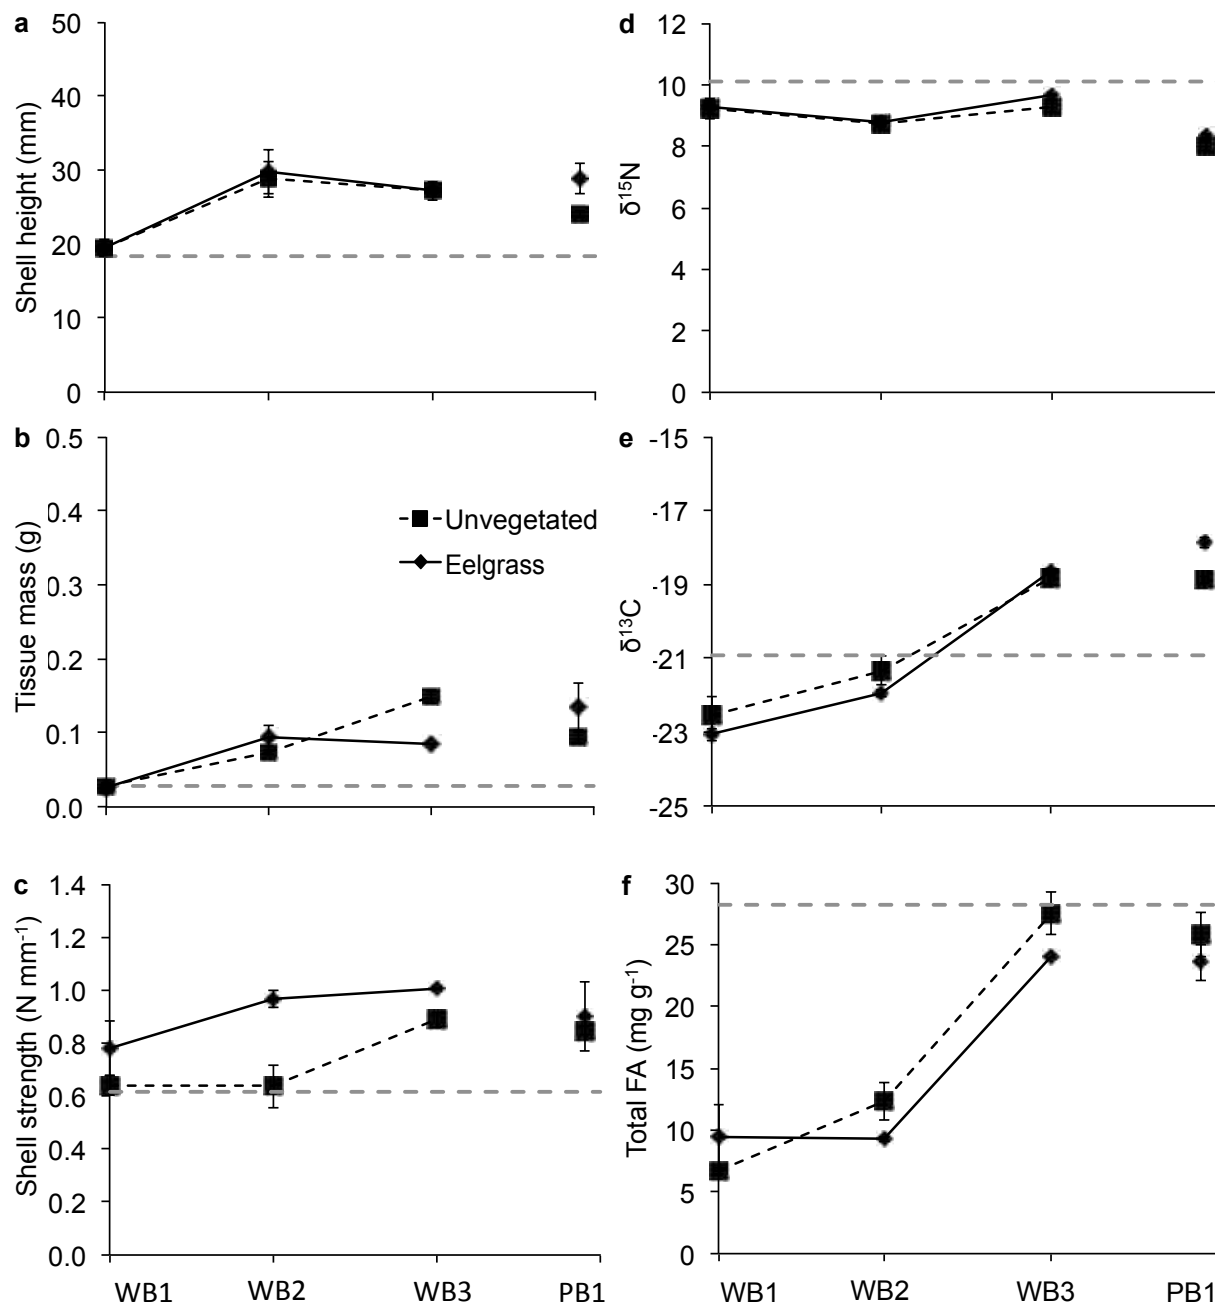 a
Shell height (mm)
50
40
30
20
10
0
d
δ15N
12
10
8
6
4
2
0
b
Tissue mass (g)
0.5
0.4
0.3
0.2
0.1
0.0
Unvegetated
Eelgrass
e
δ13C
-15
-17
-19
-21
-23
-25
c
Shell strength (N mm-1)
1.4
1.2
1.0
0.8
0.6
0.4
0.2
0.0
WB1 WB2 WB3 PB1
f
Total FA (mg g-1)
30
25
20
15
10
5
0
WB1 WB2 WB3 PB1